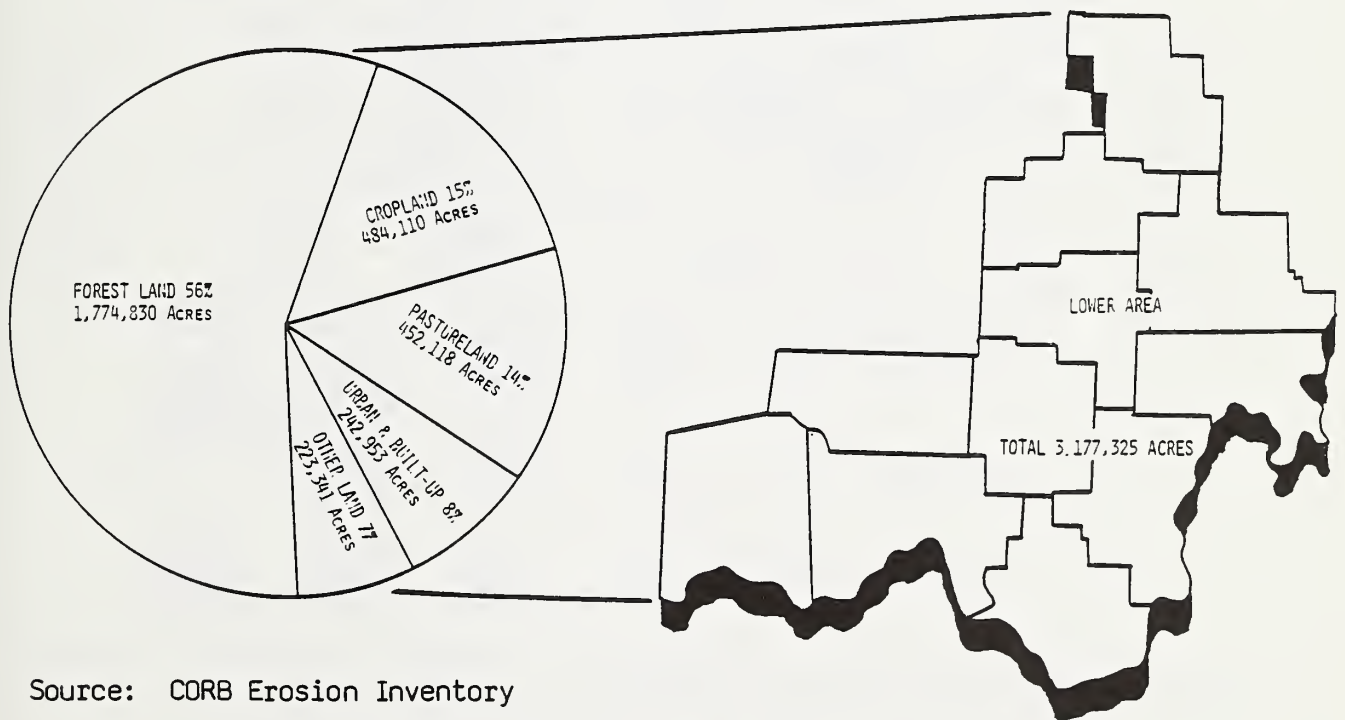 FOREST LAND 56%
1,774,830 ACRES
CROPLAND 15%
484,110 ACRES
PASTURELAND 14%
452,118 ACRES
URBAN & BUILT-UP 8%
242,953 ACRES
OTHER LAND 7%
223,341 ACRES
LOWER AREA
TOTAL 3,177,325 ACRES
Source: CORB Erosion Inventory